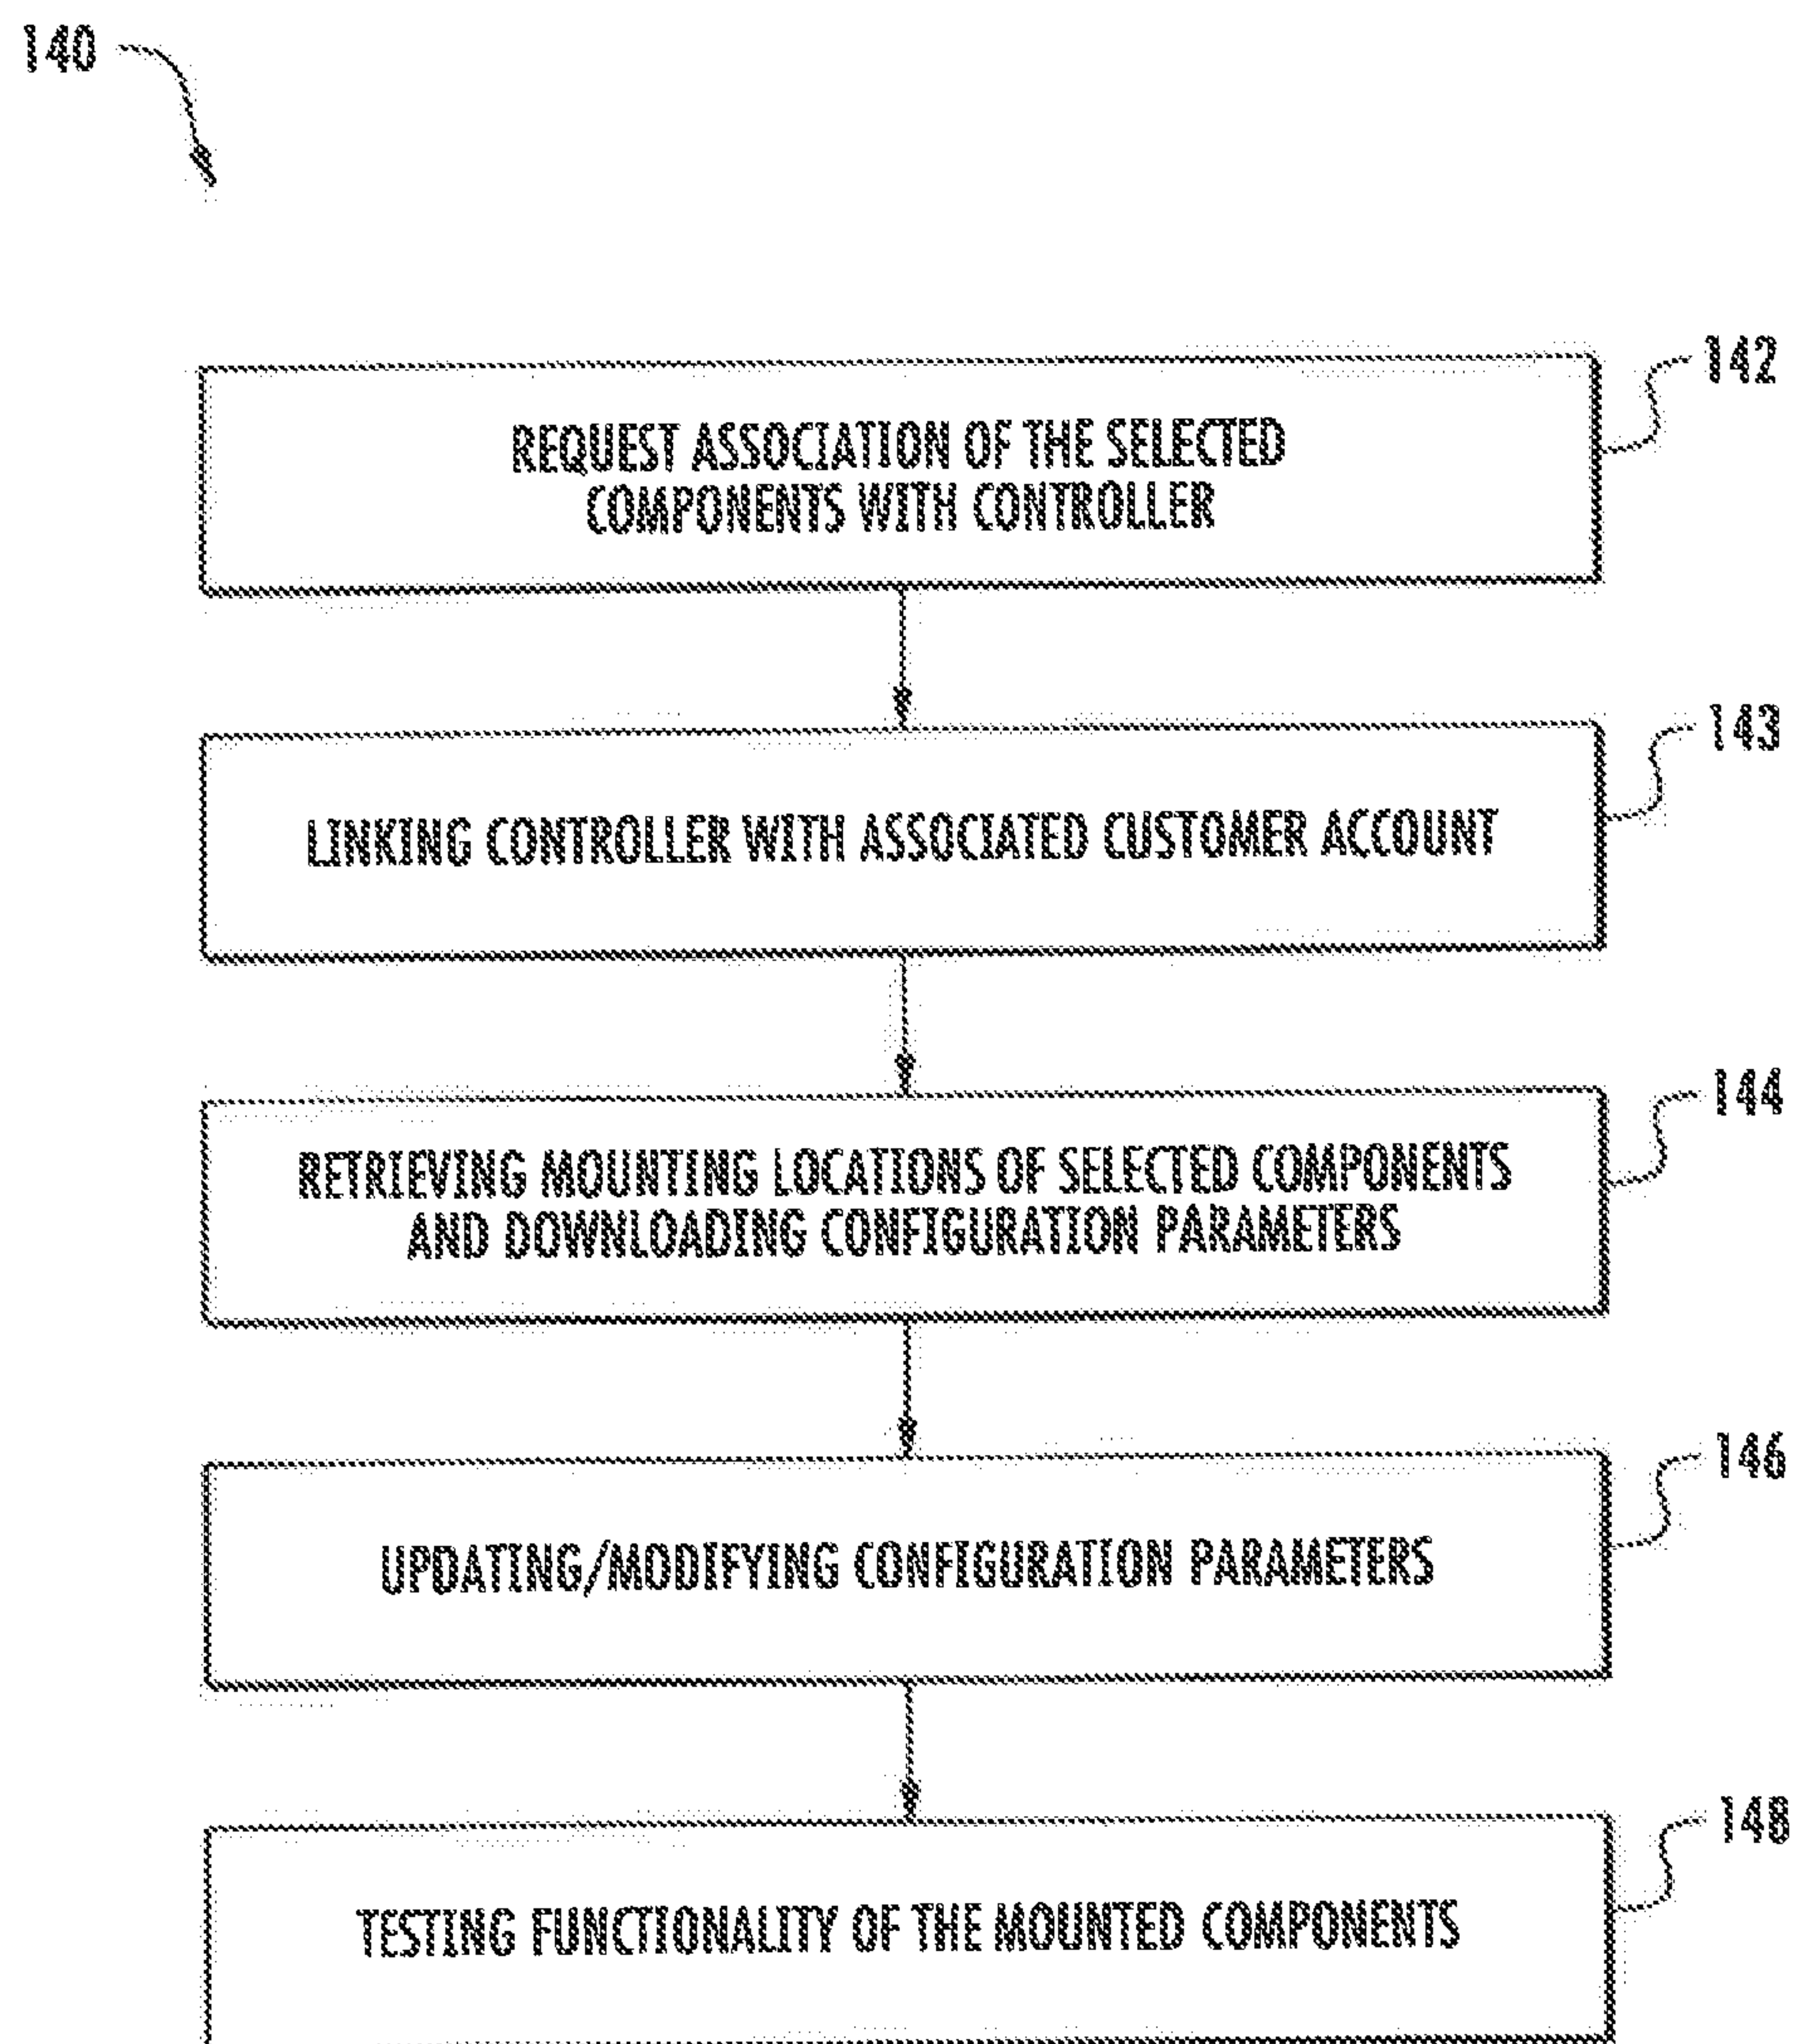 140
142
REQUEST ASSOCIATION OF THE SELECTED
COMPONENTS WITH CONTROLLER
143
LINKING CONTROLLER WITH ASSOCIATED CUSTOMER ACCOUNT
144
RETRIEVING MOUNTING LOCATIONS OF SELECTED COMPONENTS
AND DOWNLOADING CONFIGURATION PARAMETERS
146
UPDATING/MODIFYING CONFIGURATION PARAMETERS
148
TESTING FUNCTIONALITY OF THE MOUNTED COMPONENTS